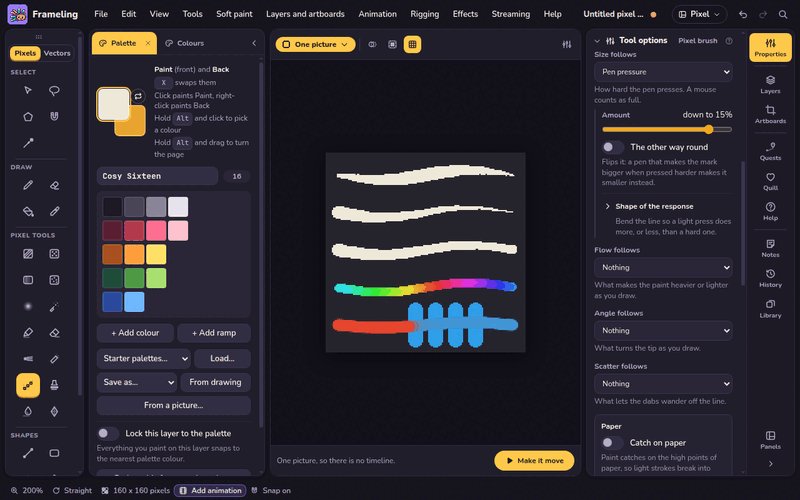 Frameling
File Edit View Tools Soft paint Layers and artboards Animation Rigging Effects Streaming Help
Untitled pixel ...
Pixel
Pixels Vectors
SELECT
DRAW
PIXEL TOOLS
SHAPES
Palette
Colours
Paint (front) and Back
X swaps them
Click paints Paint, right-
click paints Back
Hold Alt and click to pick
a colour
Hold Alt and drag to turn
the page
Cosy Sixteen 16
+ Add colour + Add ramp
Starter palettes... Load...
Save as... From drawing
From a picture...
Lock this layer to the palette
Everything you paint on this layer snaps to
the nearest palette colour.
One picture
One picture, so there is no timeline.
Make it move
Tool options Pixel brush
Size follows
Pen pressure
How hard the pen presses. A mouse
counts as full.
Amount down to 15%
The other way round
Flips it: a pen that makes the mark
bigger when pressed harder makes it
smaller instead.
Shape of the response
Bend the line so a light press does
more, or less, than a hard one.
Flow follows
Nothing
What makes the paint heavier or lighter
as you draw.
Angle follows
Nothing
What turns the tip as you draw.
Scatter follows
Nothing
What lets the dabs wander off the line.
Paper
Catch on paper
Paint catches on the high points of
paper, so light strokes break into
Properties
Layers
Artboards
Quests
Quill
Help
Notes
History
Library
Panels
200% Straight 160 x 160 pixels Add animation Snap on